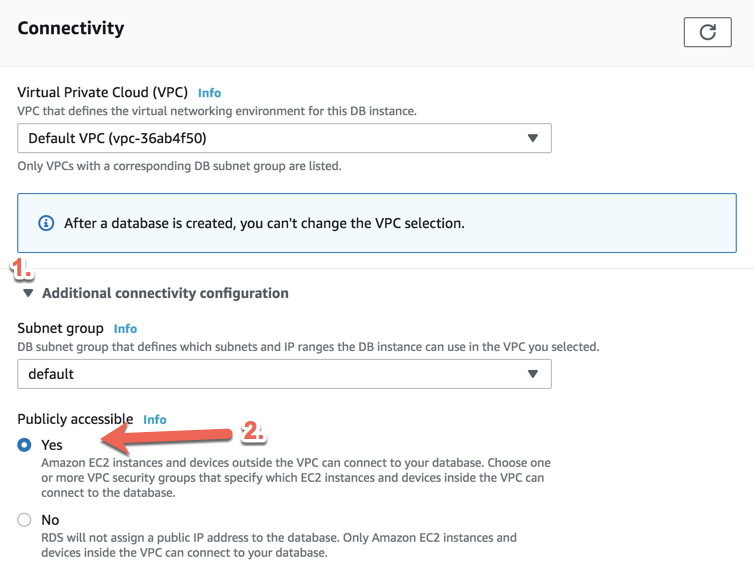 Connectivity
Virtual Private Cloud (VPC) Info
VPC that defines the virtual networking environment for this DB instance.
Default VPC (vpc-36ab4f50)
Only VPCs with a corresponding DB subnet group are listed.
After a database is created, you can't change the VPC selection.
1.
Additional connectivity configuration
Subnet group Info
DB subnet group that defines which subnets and IP ranges the DB instance can use in the VPC you selected.
default
Publicly accessible Info
2.
Yes
Amazon EC2 instances and devices outside the VPC can connect to your database. Choose one
or more VPC security groups that specify which EC2 instances and devices inside the VPC can
connect to the database.
No
RDS will not assign a public IP address to the database. Only Amazon EC2 instances and
devices inside the VPC can connect to your database.